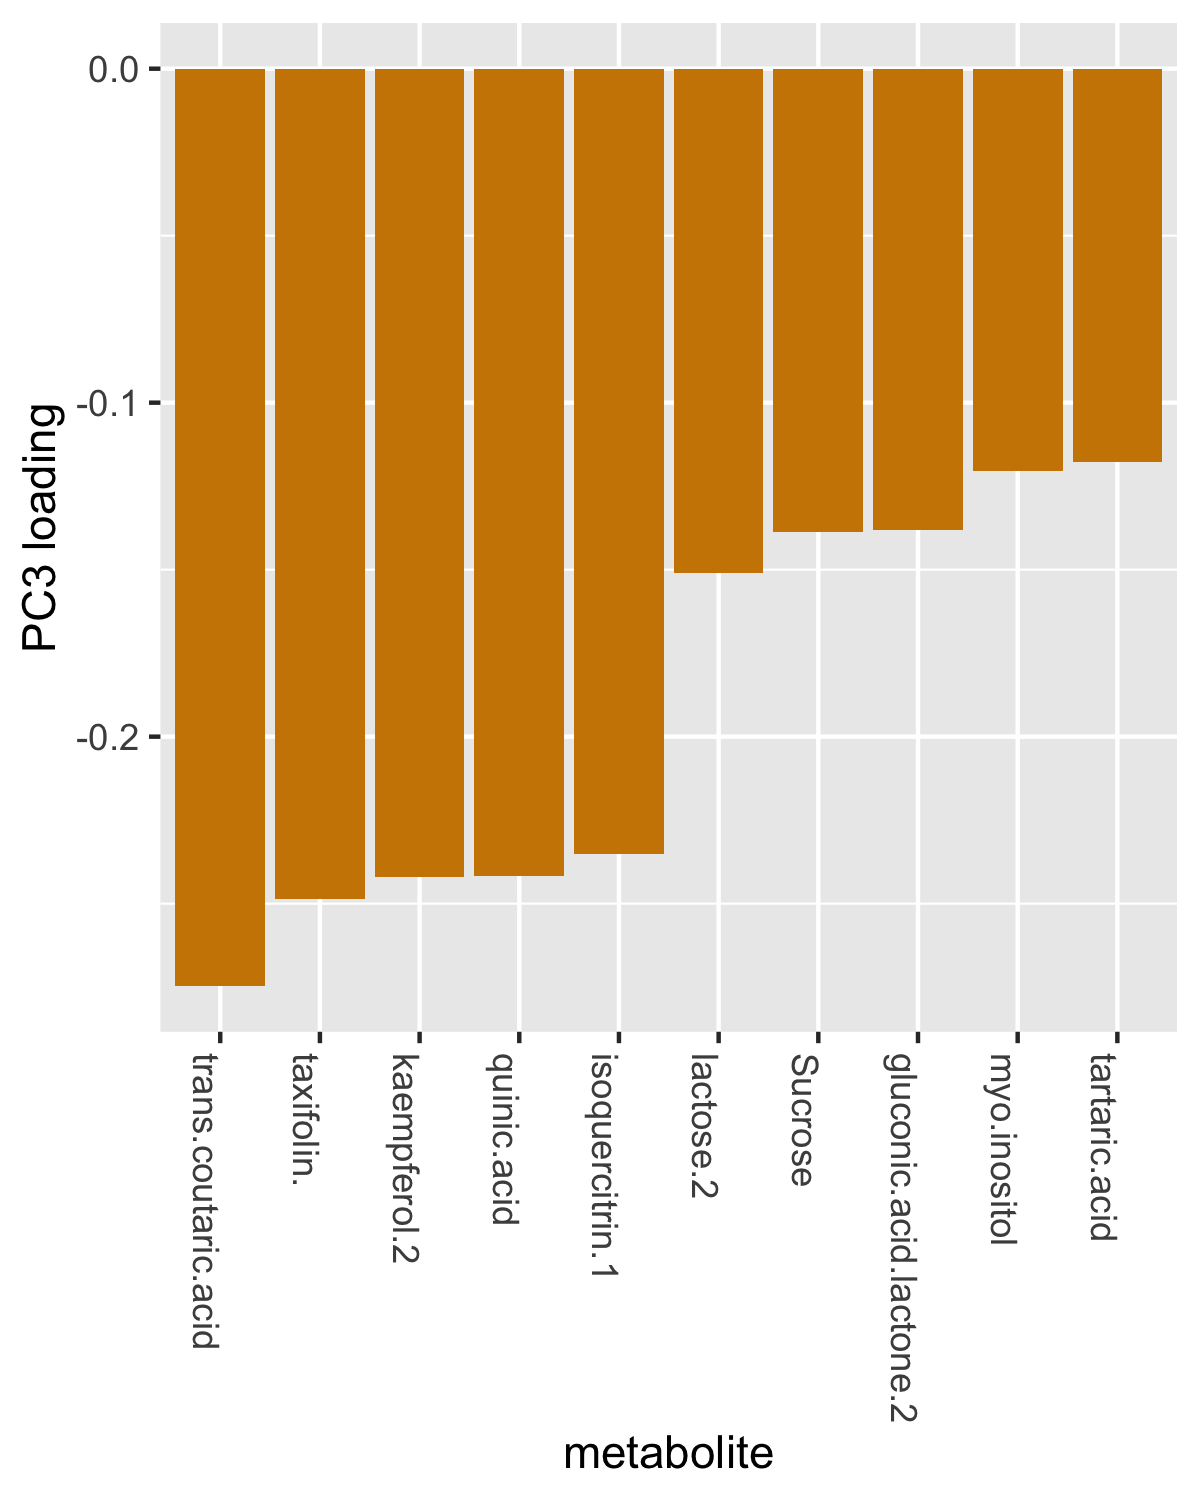 0.0
-0.1
-0.2
PC3 loading
trans.coutaric.acid
taxifolin.
kaempferol.2
quinic.acid
isoquercitrin.1
lactose.2
Sucrose
gluconic.acid.lactone.2
myo.inositol
tartaric.acid
metabolite